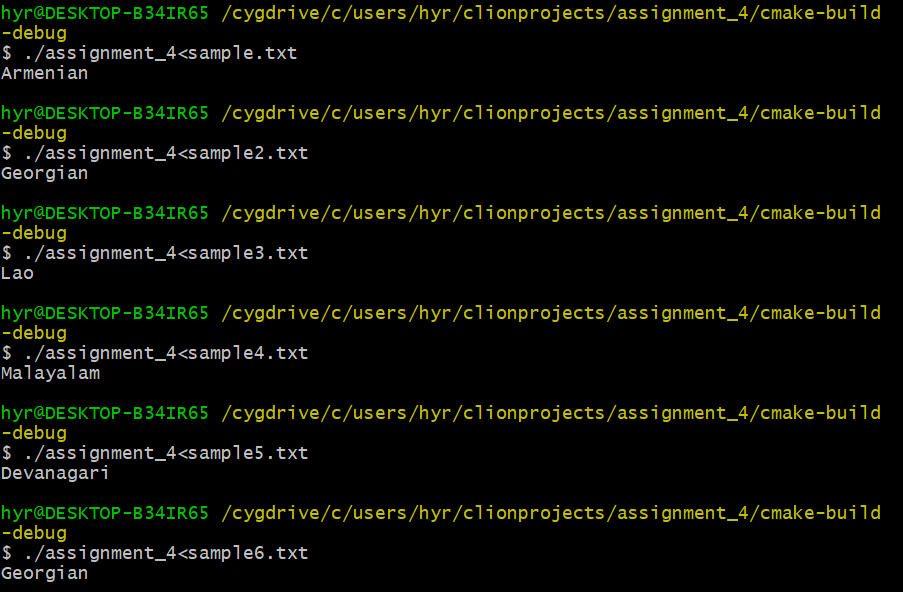 hyr@DESKTOP-B34IR65 /cygdrive/c/users/hyr/clionprojects/assignment_4/cmake-build
-debug
$ ./assignment_4<sample.txt
Armenian
hyr@DESKTOP-B34IR65 /cygdrive/c/users/hyr/clionprojects/assignment_4/cmake-build
-debug
$ ./assignment_4<sample2.txt
Georgian
hyr@DESKTOP-B34IR65 /cygdrive/c/users/hyr/clionprojects/assignment_4/cmake-build
-debug
$ ./assignment_4<sample3.txt
Lao
hyr@DESKTOP-B34IR65 /cygdrive/c/users/hyr/clionprojects/assignment_4/cmake-build
-debug
$ ./assignment_4<sample4.txt
Malayalam
hyr@DESKTOP-B34IR65 /cygdrive/c/users/hyr/clionprojects/assignment_4/cmake-build
-debug
$ ./assignment_4<sample5.txt
Devanagari
hyr@DESKTOP-B34IR65 /cygdrive/c/users/hyr/clionprojects/assignment_4/cmake-build
-debug
$ ./assignment_4<sample6.txt
Georgian